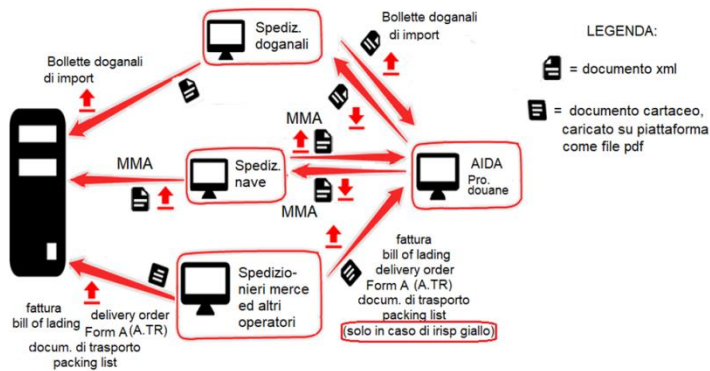 Bollette doganali
di import
Spediz.
doganali
Bollette doganali
di import
LEGENDA:
= documento xml
= documento cartaceo,
caricato su piattaforma
come file pdf
MMA
Spediz.
nave
MMA
MMA
AIDA
Pro.
douane
Spedizio-
nieri merce
ed altri
operatori
fattura
bill of lading
delivery order
Form A (A.TR)
docum. di trasporto
packing list
fattura
bill of lading
delivery order
Form A (A.TR)
docum. di trasporto
packing list
(solo in caso di irisp giallo)